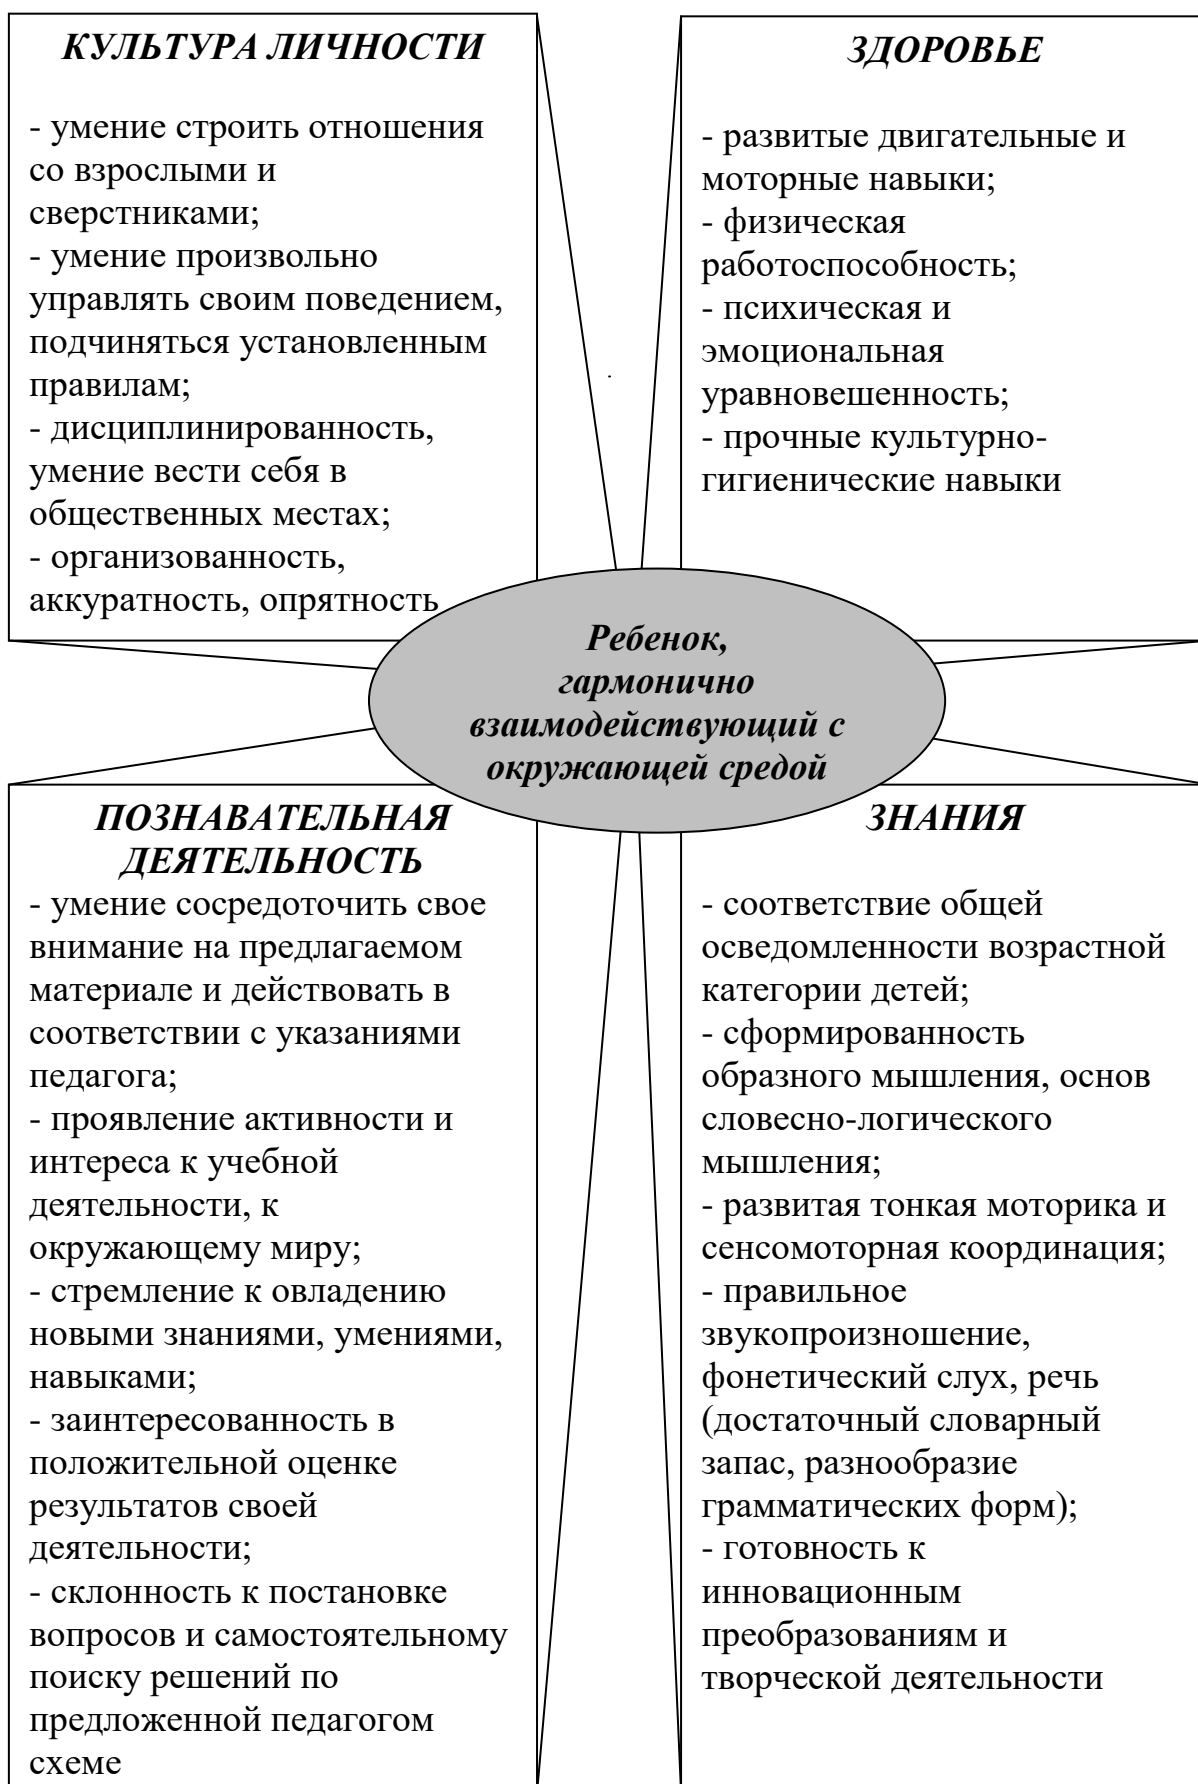 КУЛЬТУРА ЛИЧНОСТИ
- умение строить отношения
со взрослыми и
сверстниками;
- умение произвольно
управлять своим поведением,
подчиняться установленным
правилам;
- дисциплинированность,
умение вести себя в
общественных местах;
- организованность,
аккуратность, опрятность
ЗДОРОВЬЕ
- развитые двигательные и
моторные навыки;
- физическая
работоспособность;
- психическая и
эмоциональная
уравновешенность;
- прочные культурно-
гигиенические навыки
Ребенок,
гармонично
взаимодействующий с
окружающей средой
ПОЗНАВАТЕЛЬНАЯ
ДЕЯТЕЛЬНОСТЬ
- умение сосредоточить свое
внимание на предлагаемом
материале и действовать в
соответствии с указаниями
педагога;
- проявление активности и
интереса к учебной
деятельности, к
окружающему миру;
- стремление к овладению
новыми знаниями, умениями,
навыками;
- заинтересованность в
положительной оценке
результатов своей
деятельности;
- склонность к постановке
вопросов и самостоятельному
поиску решений по
предложенной педагогом
схеме
ЗНАНИЯ
- соответствие общей
осведомленности возрастной
категории детей;
- сформированность
образного мышления, основ
словесно-логического
мышления;
- развитая тонкая моторика и
сенсомоторная координация;
- правильное
звукопроизношение,
фонетический слух, речь
(достаточный словарный
запас, разнообразие
грамматических форм);
- готовность к
инновационным
преобразованиям и
творческой деятельности